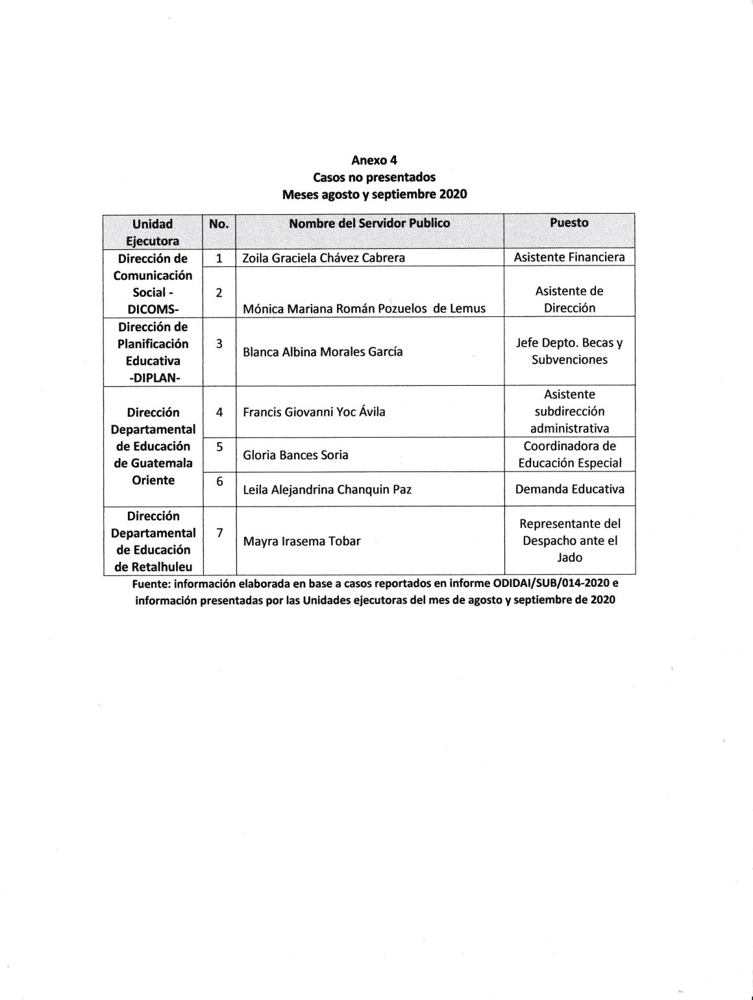 Anexo 4
Casos no presentados
Meses agosto y septiembre 2020
Unidad
Ejecutora
No.
Nombre del Servidor Publico
Puesto
Dirección de
Comunicación
Social -
DICOMS-
1
Zoila Graciela Chávez Cabrera
Asistente Financiera
2
Mónica Mariana Román Pozuelos de Lemus
Asistente de
Dirección
Dirección de
Planificación
Educativa
-DIPLAN-
3
Blanca Albina Morales García
Jefe Depto. Becas y
Subvenciones
Dirección
Departamental
de Educación
de Guatemala
Oriente
4
Francis Giovanni Yoc Ávila
Asistente
subdirección
administrativa
5
Gloria Bances Soria
Coordinadora de
Educación Especial
6
Leila Alejandrina Chanquin Paz
Demanda Educativa
Dirección
Departamental
de Educación
de Retalhuleu
7
Mayra Irasema Tobar
Representante del
Despacho ante el
Jado
Fuente: información elaborada en base a casos reportados en informe ODIDAI/SUB/014-2020 e
información presentadas por las Unidades ejecutoras del mes de agosto y septiembre de 2020